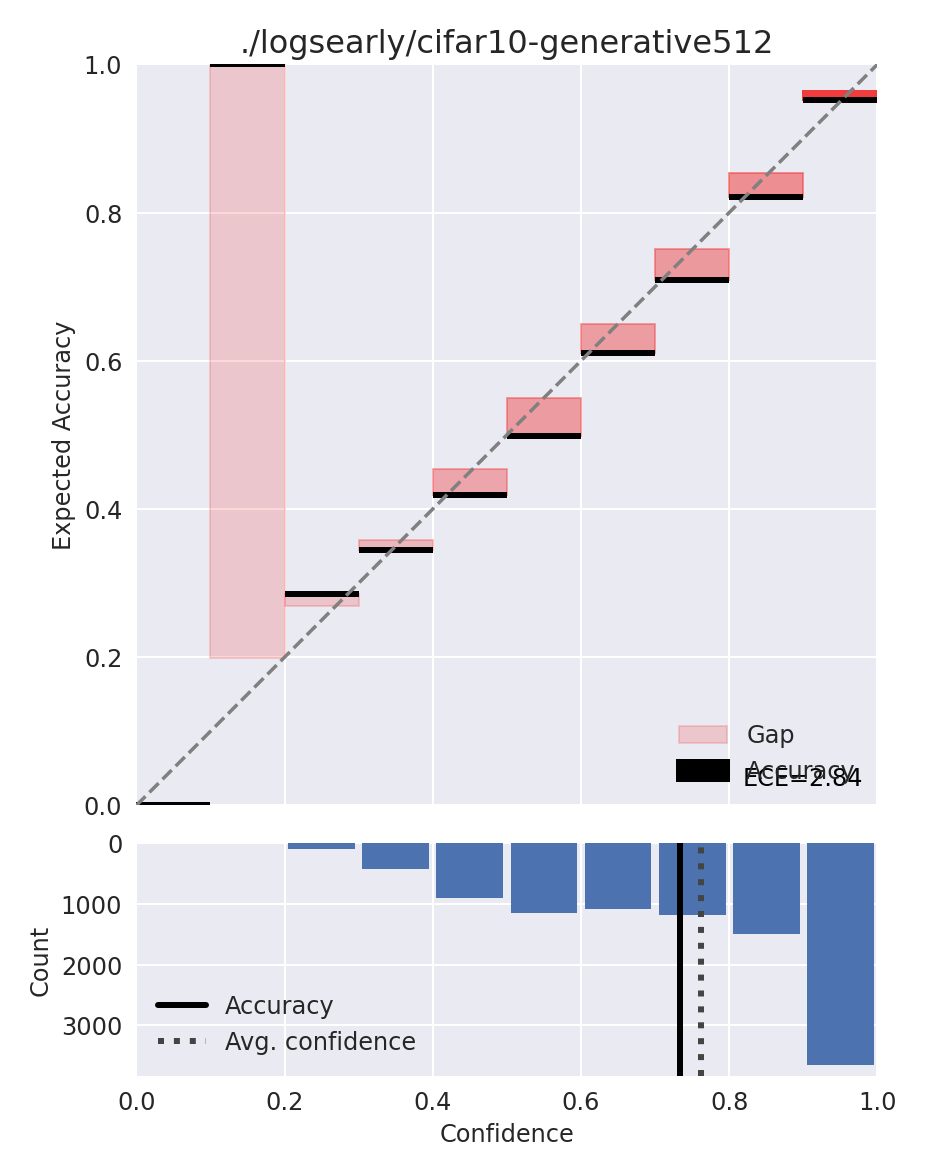 ./logsearly/cifar10-generative512
1.0
0.8
0.6
0.4
0.2
0.0
Expected Accuracy
Gap
Accuracy
ECE=2.84
0
1000
2000
3000
Count
Accuracy
Avg. confidence
0.0 0.2 0.4 0.6 0.8 1.0
Confidence